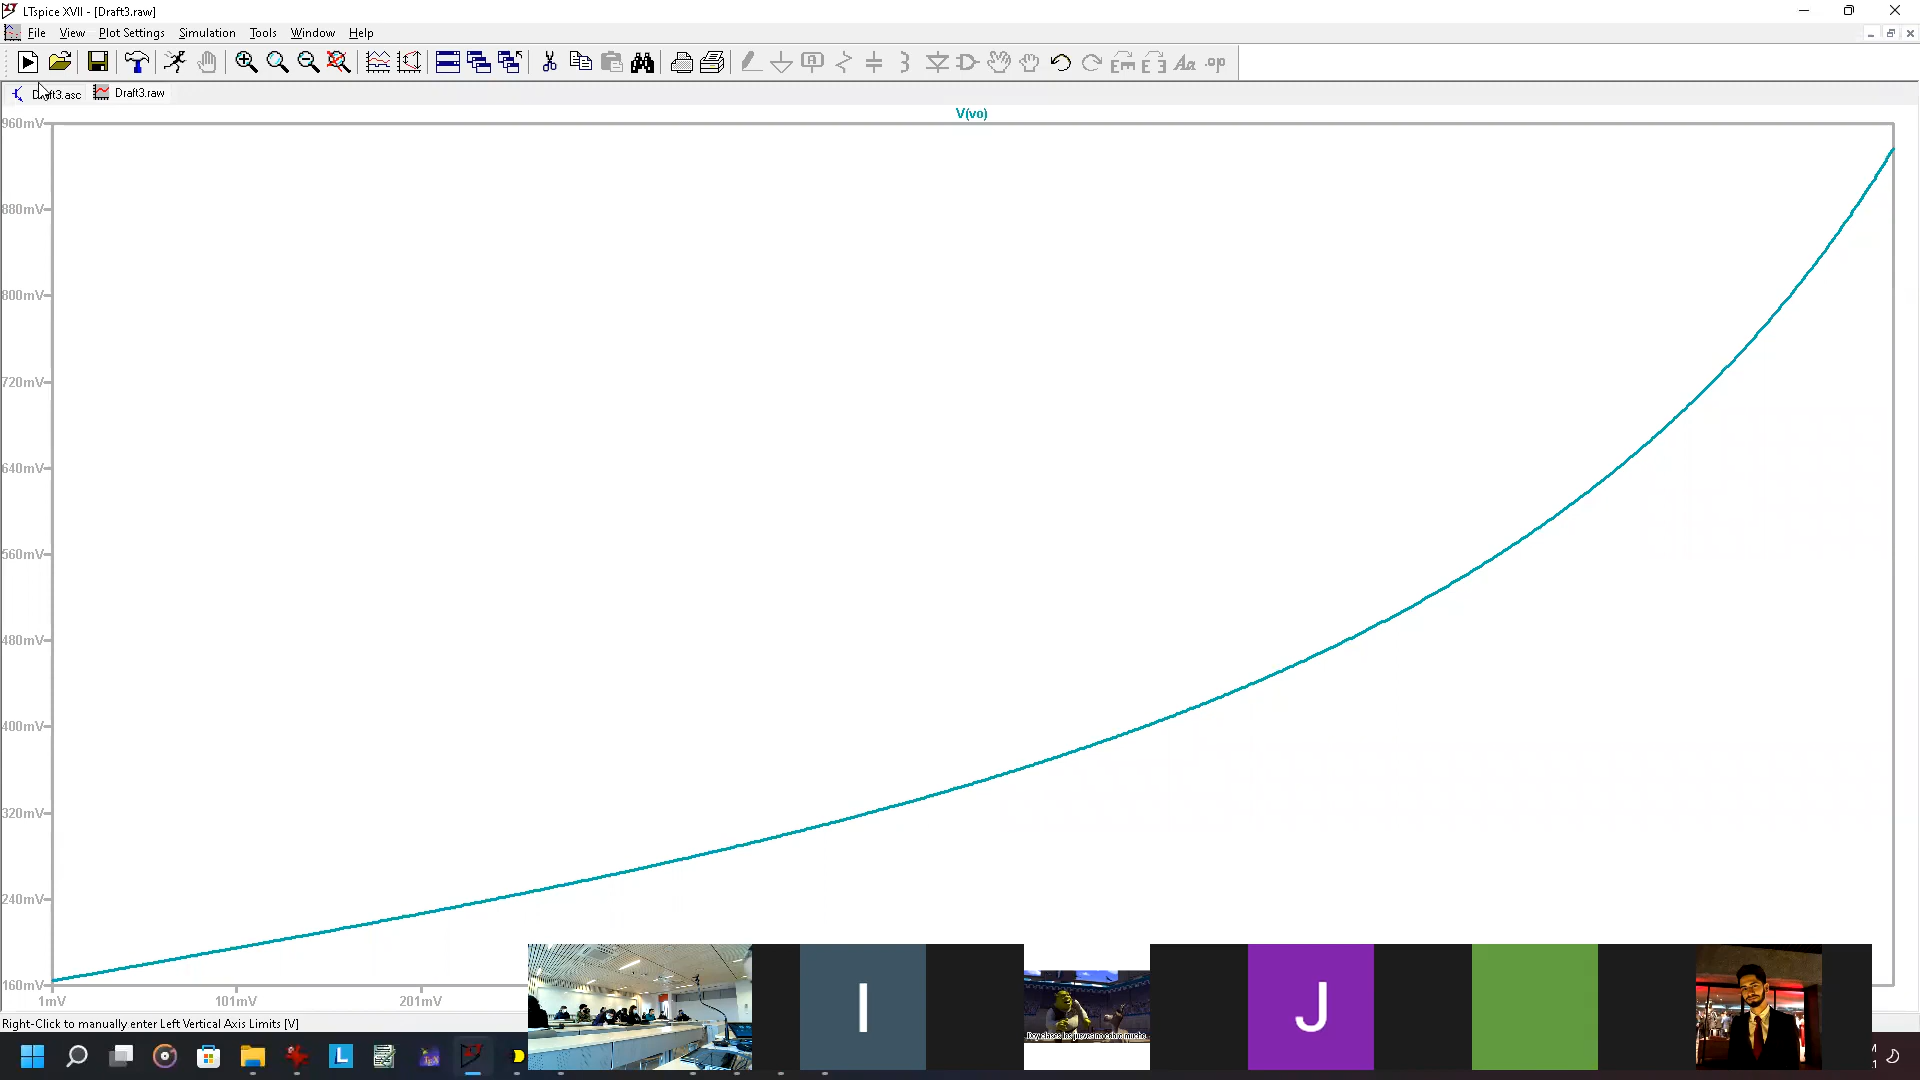 LTspice XVII - [Draft3.raw]
File View Plot Settings Simulation Tools Window Help
Draft3.asc Draft3.raw
V(vo)
960mV
880mV
800mV
720mV
640mV
560mV
480mV
400mV
320mV
240mV
160mV
1mV 101mV 201mV
Right-Click to manually enter Left Vertical Axis Limits [V]
I
J